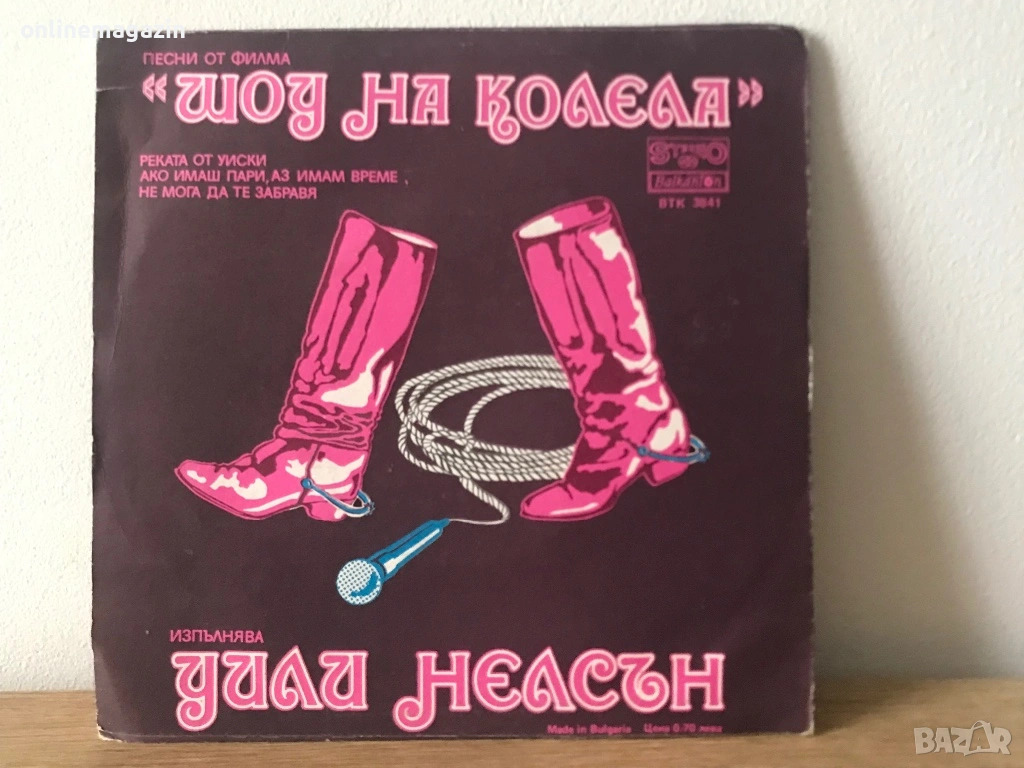 onlinemagazin
ПЕСНИ ОТ ФИЛМА
«ШОУ НА КОЛЕЛА»
РЕКАТА ОТ УИСКИ
АКО ИМАШ ПАРИ, АЗ ИМАМ ВРЕМЕ
НЕ МОГА ДА ТЕ ЗАБРАВЯ
STEREO
Balkanton
ВТК 3841
ИЗПЪЛНЯВА
УИЛИ НЕЛСЪН
Made in Bulgaria Цена 0.70 лева
BAZAR